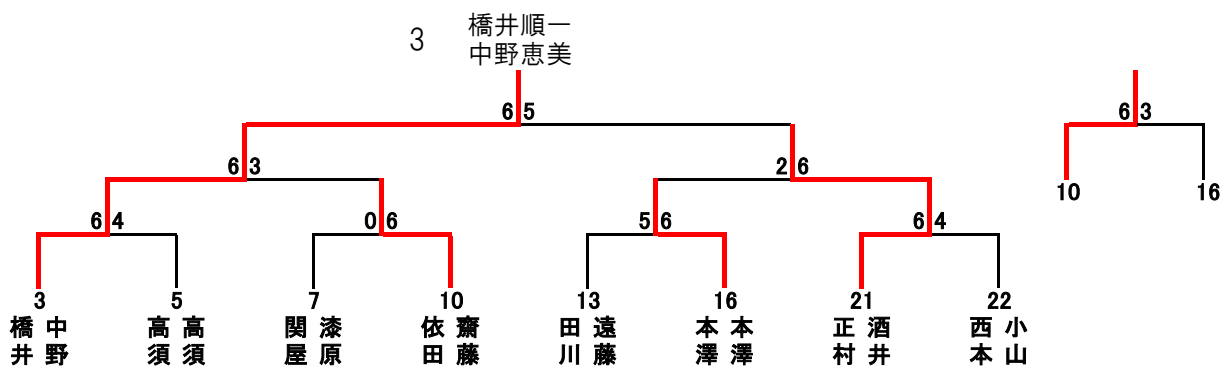 3 橋井順一
中野恵美
6 5
6 3
6 3
2 6
10 16
6 4
0 6
5 6
6 4
3 5 7 10 13 16 21 22
橋 中 高 高 関 漆 依 齋 田 遠 本 本 正 酒 西 小
井 野 須 須 屋 原 田 藤 川 藤 澤 澤 村 井 本 山